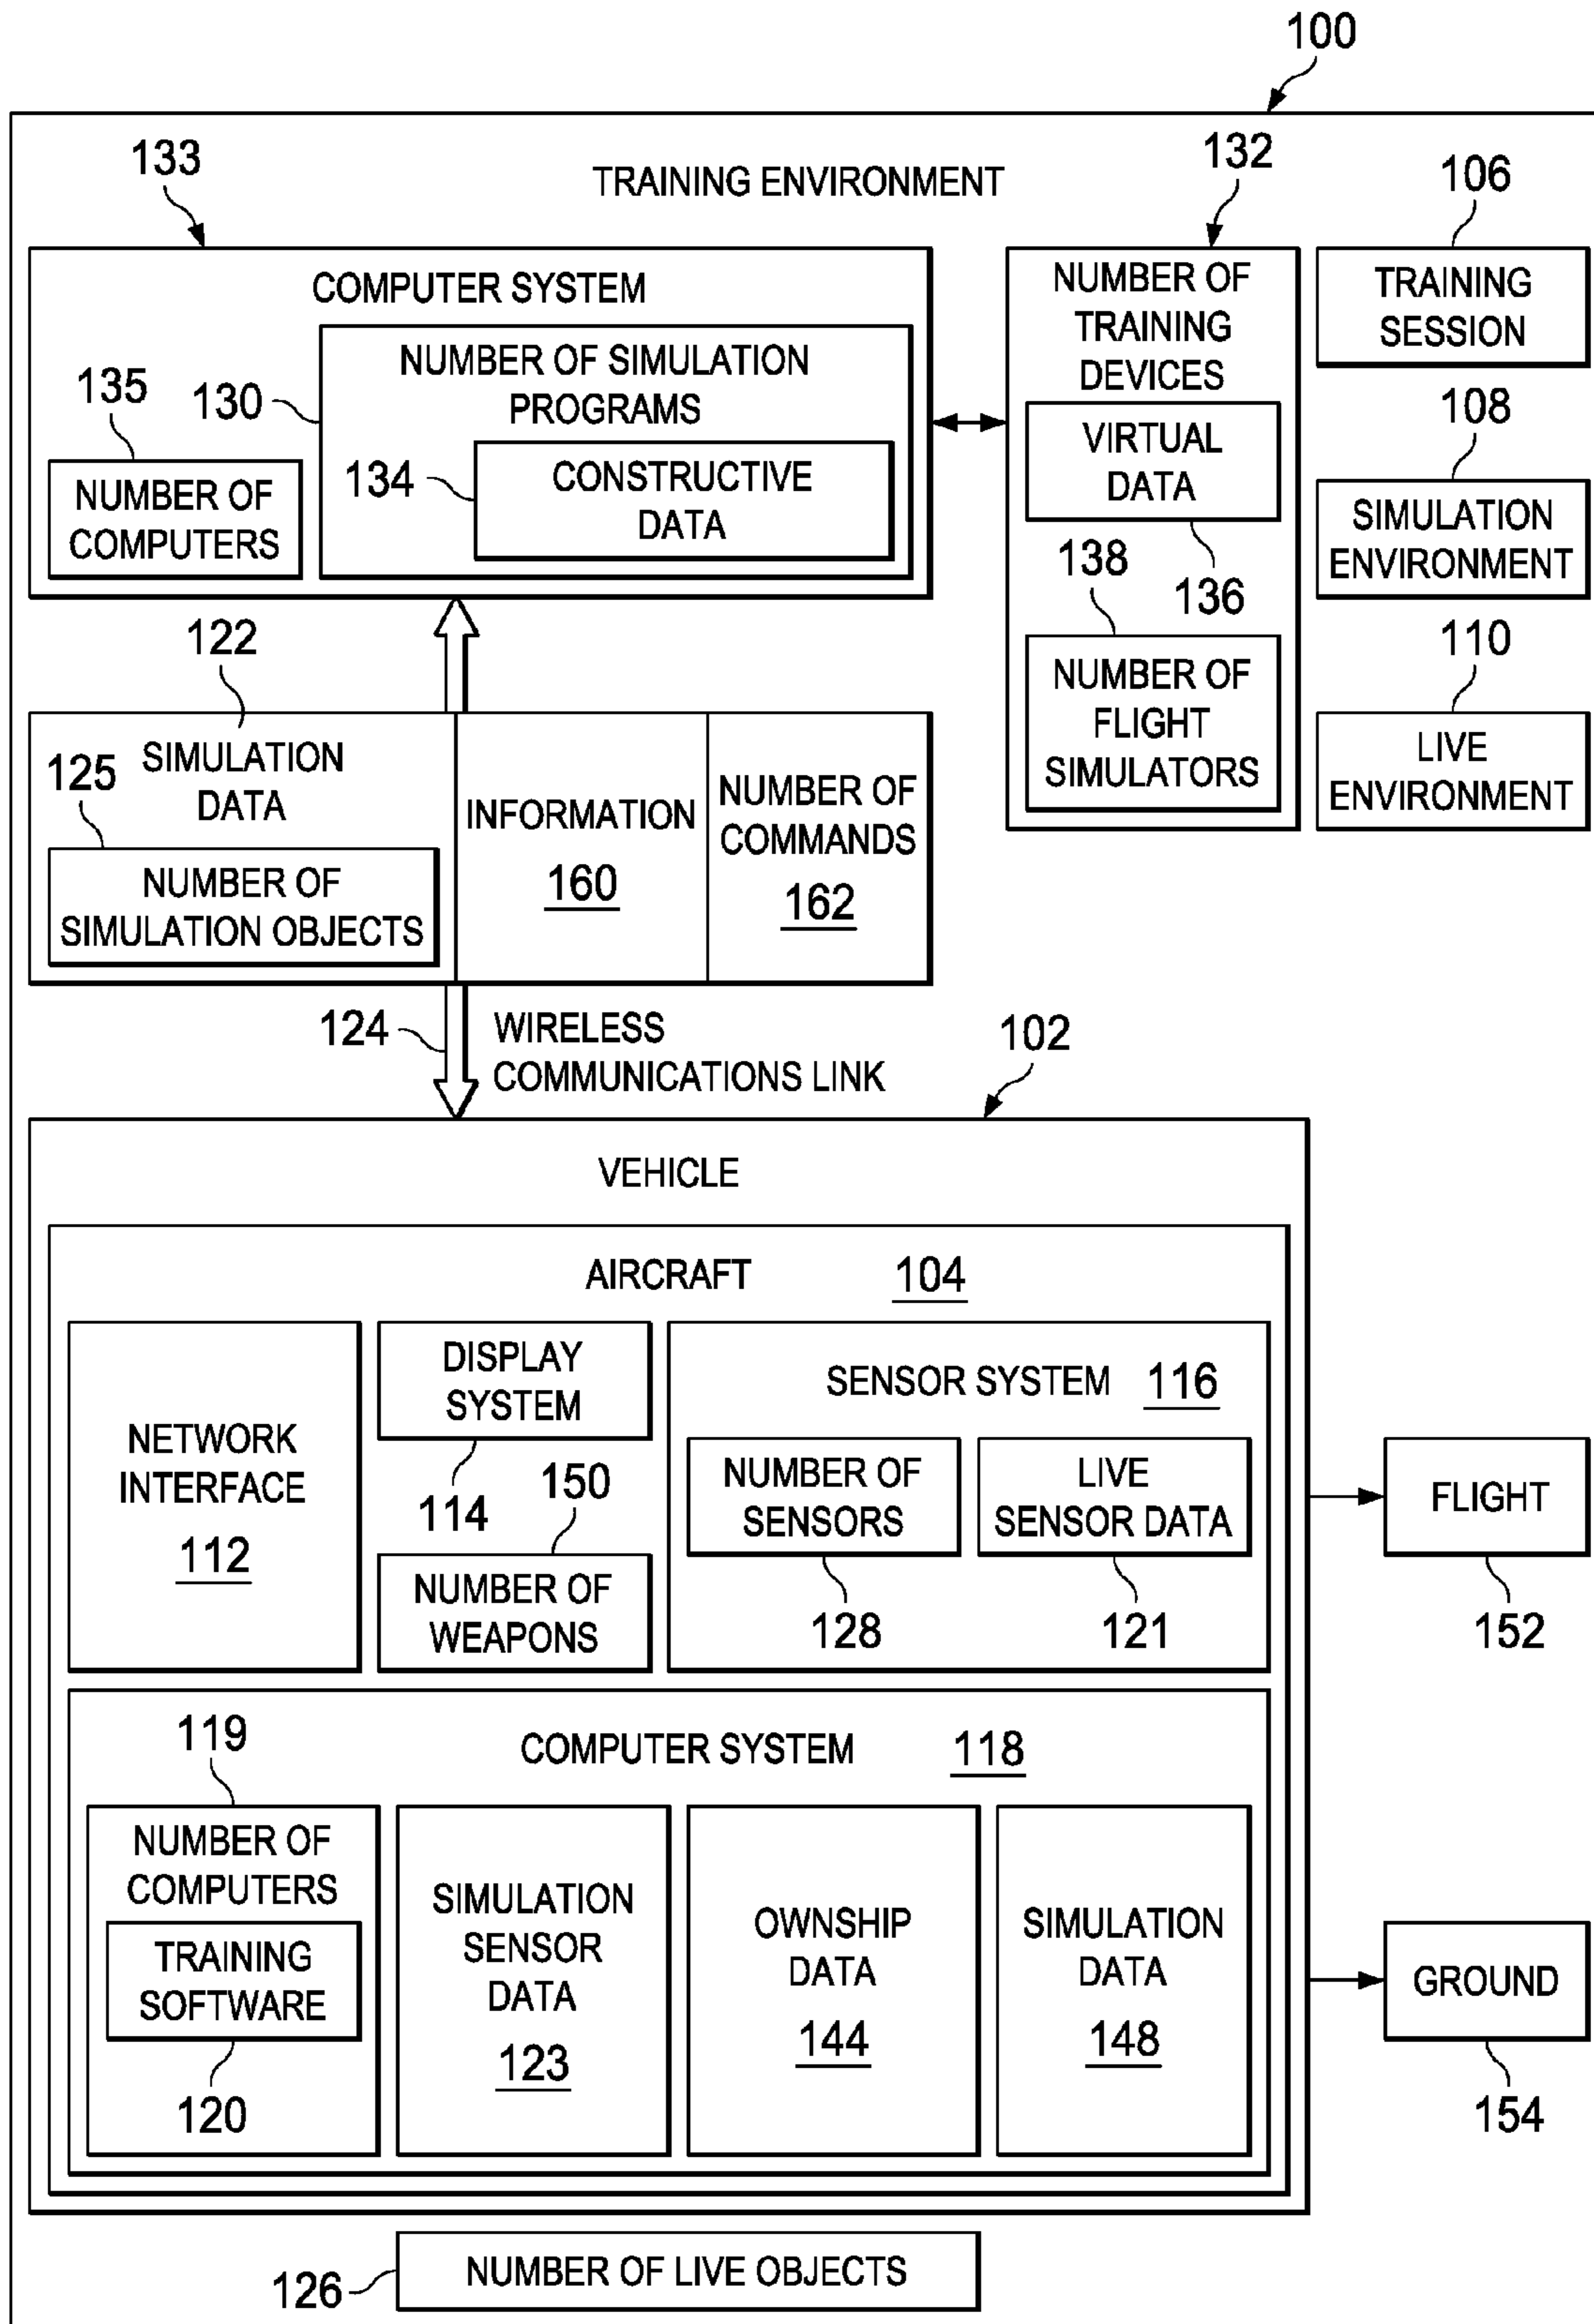 100
133
TRAINING ENVIRONMENT
132
106
COMPUTER SYSTEM
135
130
NUMBER OF SIMULATION
PROGRAMS
134
CONSTRUCTIVE
DATA
NUMBER OF
COMPUTERS
NUMBER OF
TRAINING
DEVICES
VIRTUAL
DATA
138
136
NUMBER OF
FLIGHT
SIMULATORS
TRAINING
SESSION
108
SIMULATION
ENVIRONMENT
110
LIVE
ENVIRONMENT
122
125
SIMULATION
DATA
NUMBER OF
SIMULATION OBJECTS
INFORMATION
160
NUMBER OF
COMMANDS
162
124
WIRELESS
COMMUNICATIONS LINK
102
VEHICLE
AIRCRAFT 104
NETWORK
INTERFACE
112
DISPLAY
SYSTEM
114
150
NUMBER OF
WEAPONS
SENSOR SYSTEM 116
NUMBER OF
SENSORS
128
LIVE
SENSOR DATA
121
FLIGHT
152
119
COMPUTER SYSTEM 118
NUMBER OF
COMPUTERS
TRAINING
SOFTWARE
120
SIMULATION
SENSOR
DATA
123
OWNSHIP
DATA
144
SIMULATION
DATA
148
GROUND
154
126
NUMBER OF LIVE OBJECTS